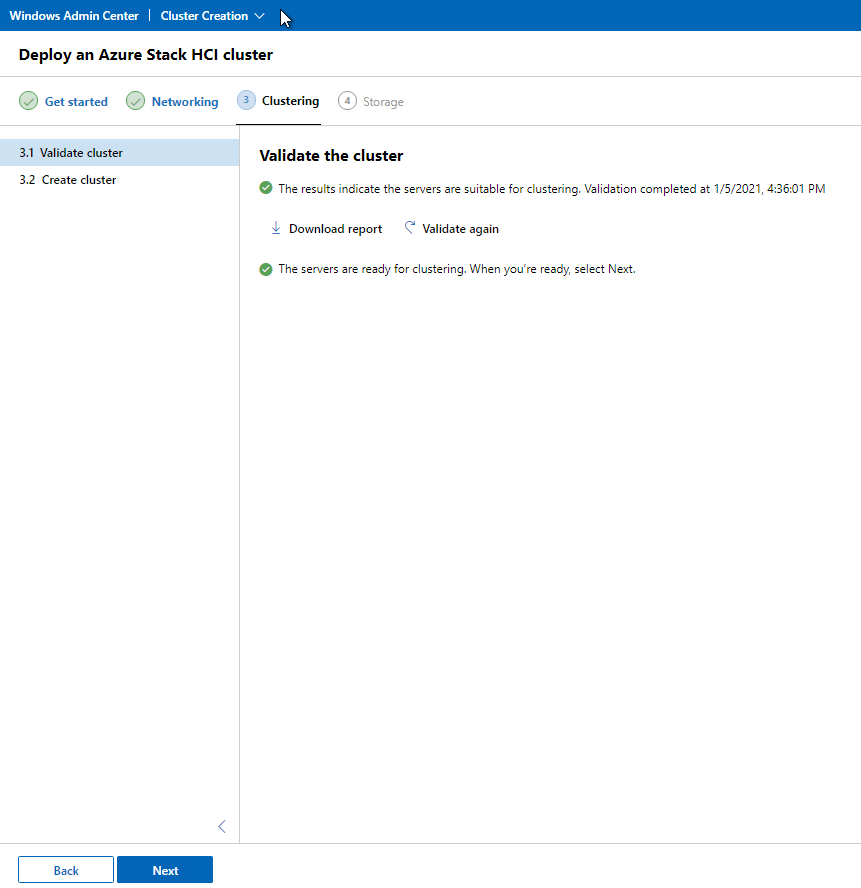 Windows Admin Center | Cluster Creation
Deploy an Azure Stack HCI cluster
Get started Networking 3 Clustering 4 Storage
3.1 Validate cluster
3.2 Create cluster
Validate the cluster
The results indicate the servers are suitable for clustering. Validation completed at 1/5/2021, 4:36:01 PM
Download report Validate again
The servers are ready for clustering. When you're ready, select Next.
Back Next